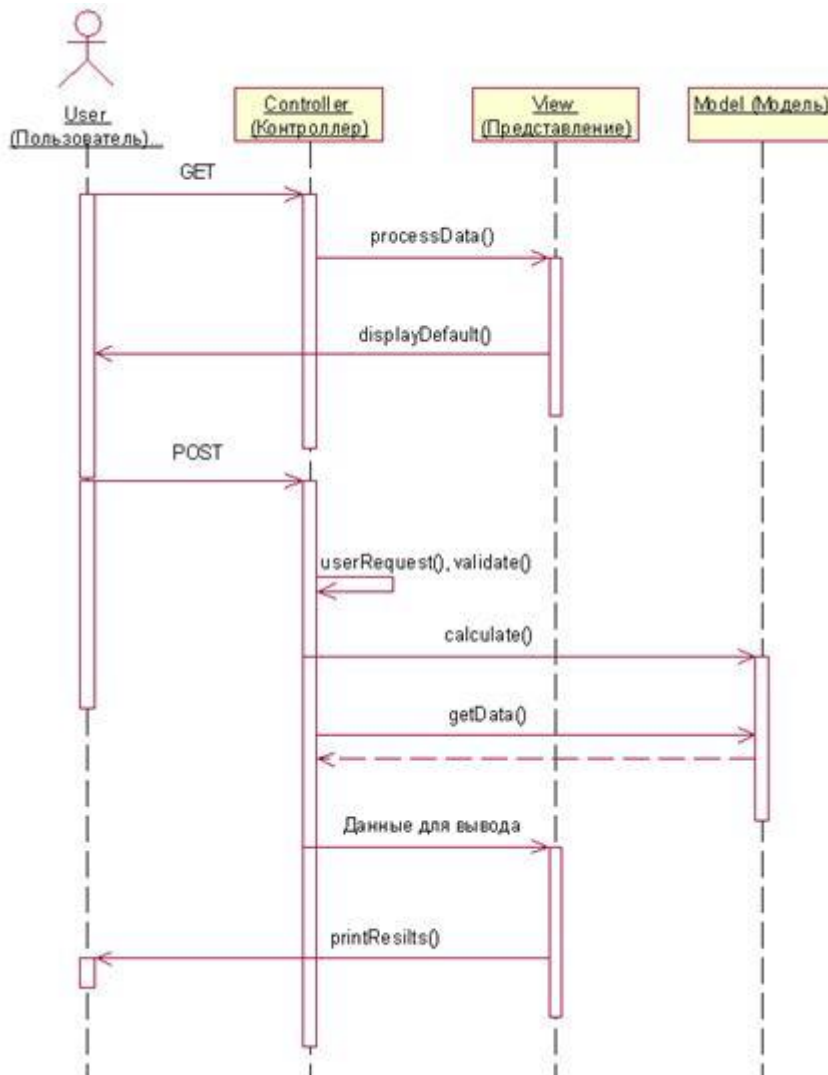 User
(Пользователь)...
Controller
(Контроллер)
View
(Представление)
Model (Модель)
GET
processData()
displayDefault()
POST
userRequest(), validate()
calculate()
getData()
Данные для вывода
printResilts()